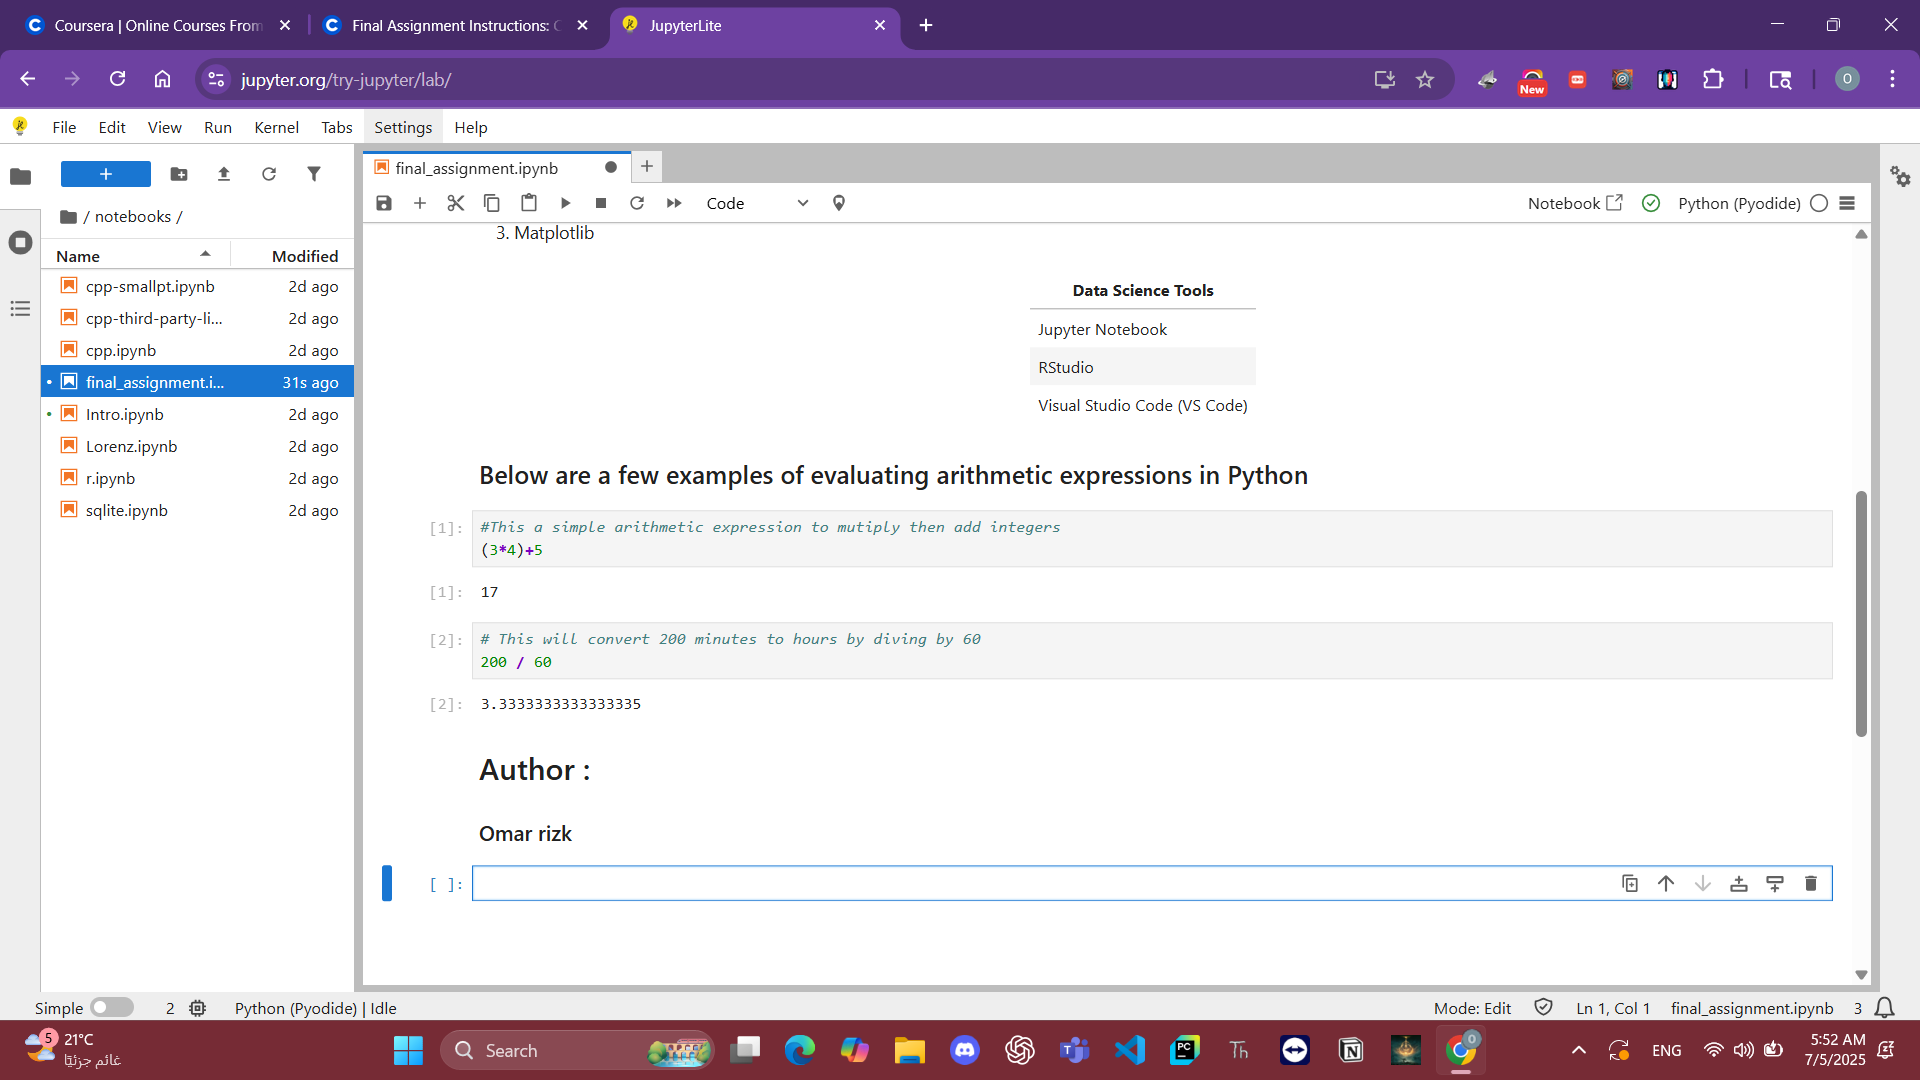 Coursera | Online Courses From
Final Assignment Instructions: C
JupyterLite
jupyter.org/try-jupyter/lab/
New
O
File Edit View Run Kernel Tabs Settings Help
final_assignment.ipynb
/ notebooks /
Code
Notebook
Python (Pyodide)
Name Modified
cpp-smallpt.ipynb 2d ago
cpp-third-party-li... 2d ago
cpp.ipynb 2d ago
final_assignment.i... 31s ago
Intro.ipynb 2d ago
Lorenz.ipynb 2d ago
r.ipynb 2d ago
sqlite.ipynb 2d ago
3. Matplotlib
Data Science Tools
Jupyter Notebook
RStudio
Visual Studio Code (VS Code)
Below are a few examples of evaluating arithmetic expressions in Python
[1]: #This a simple arithmetic expression to mutiply then add integers
(3*4)+5
[1]: 17
[2]: # This will convert 200 minutes to hours by diving by 60
200 / 60
[2]: 3.3333333333333335
Author :
Omar rizk
[ ]:
Simple 2 Python (Pyodide) | Idle
Mode: Edit Ln 1, Col 1 final_assignment.ipynb 3
5 21°C
غائم جزئيًا
Search
PC
Th
ENG
5:52 AM
7/5/2025